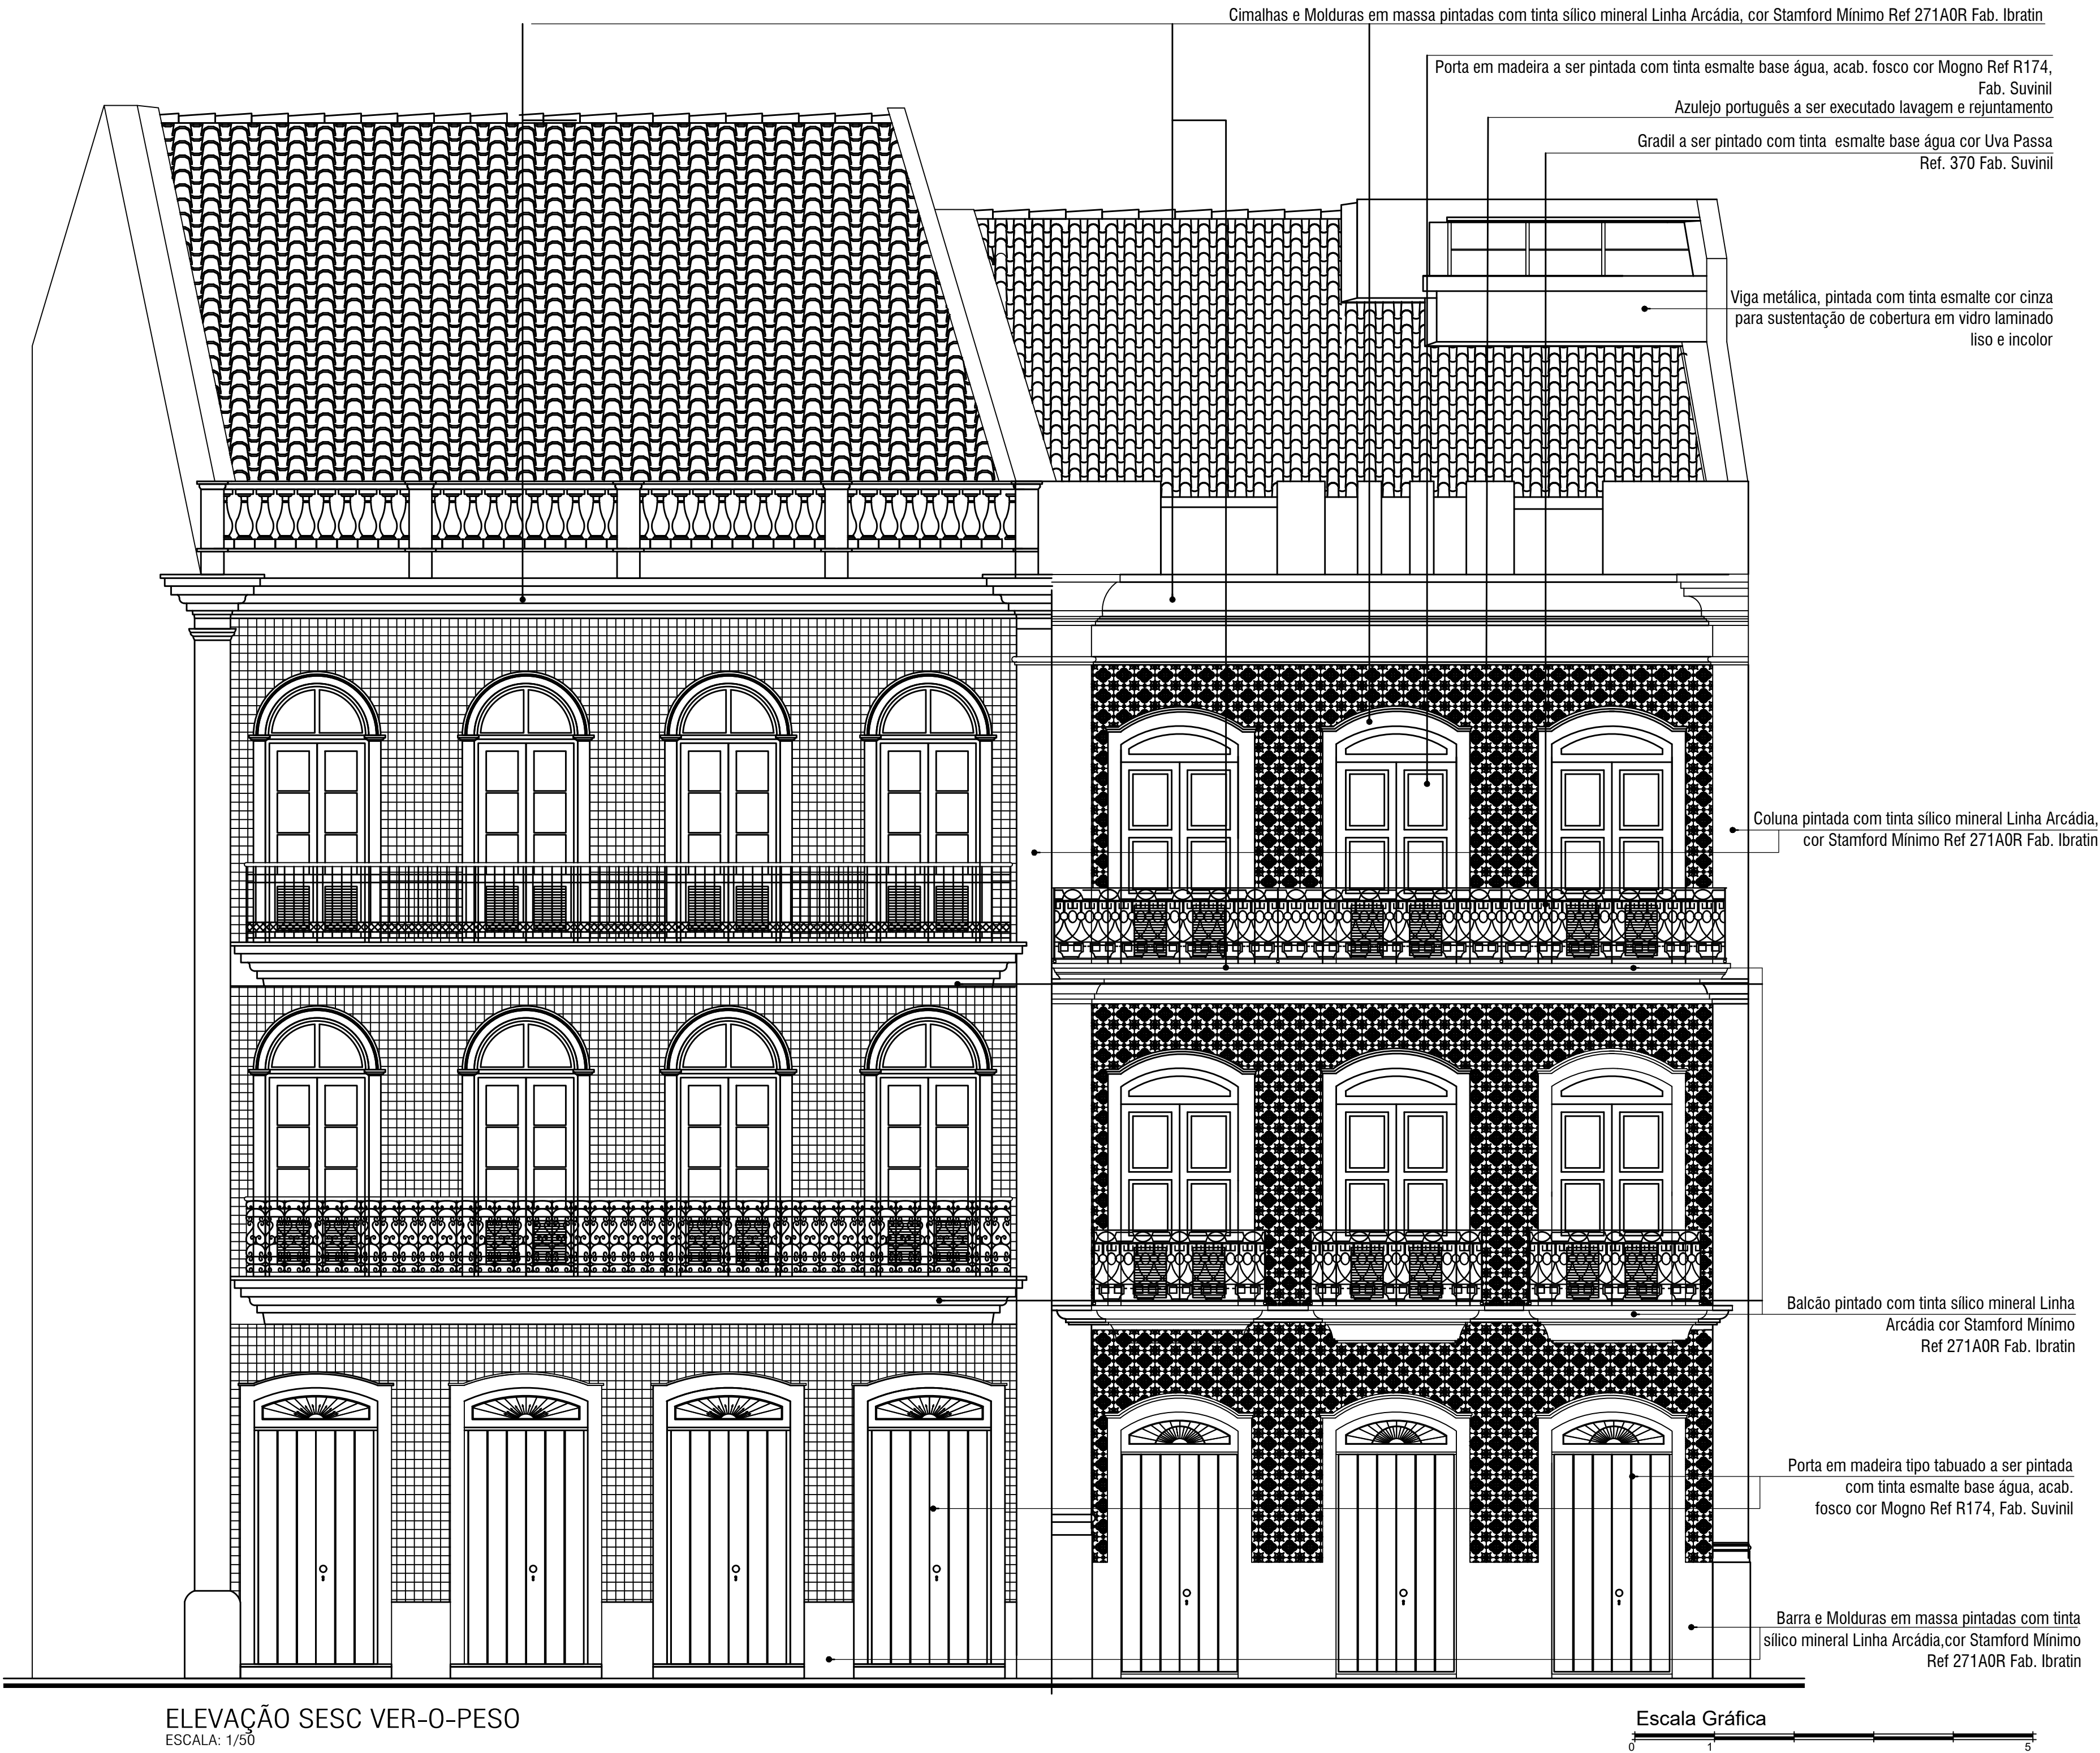 Cimalhas e Molduras em massa pintadas com tinta sílico mineral Linha Arcádia, cor Stamford Mínimo Ref 271A0R Fab. Ibratin
Porta em madeira a ser pintada com tinta esmalte base água, acab. fosco cor Mogno Ref R174,
Fab. Suvinil
Azulejo português a ser executado lavagem e rejuntamento
Gradil a ser pintado com tinta esmalte base água cor Uva Passa
Ref. 370 Fab. Suvinil
Viga metálica, pintada com tinta esmalte cor cinza
para sustentação de cobertura em vidro laminado
liso e incolor
Coluna pintada com tinta sílico mineral Linha Arcádia,
cor Stamford Mínimo Ref 271A0R Fab. Ibratin
Balcão pintado com tinta sílico mineral Linha
Arcádia cor Stamford Mínimo
Ref 271A0R Fab. Ibratin
Porta em madeira tipo tabuado a ser pintada
com tinta esmalte base água, acab.
fosco cor Mogno Ref R174, Fab. Suvinil
Barra e Molduras em massa pintadas com tinta
sílico mineral Linha Arcádia,cor Stamford Mínimo
Ref 271A0R Fab. Ibratin
ELEVAÇÃO SESC VER-O-PESO
ESCALA: 1/50
Escala Gráfica
0 1 5